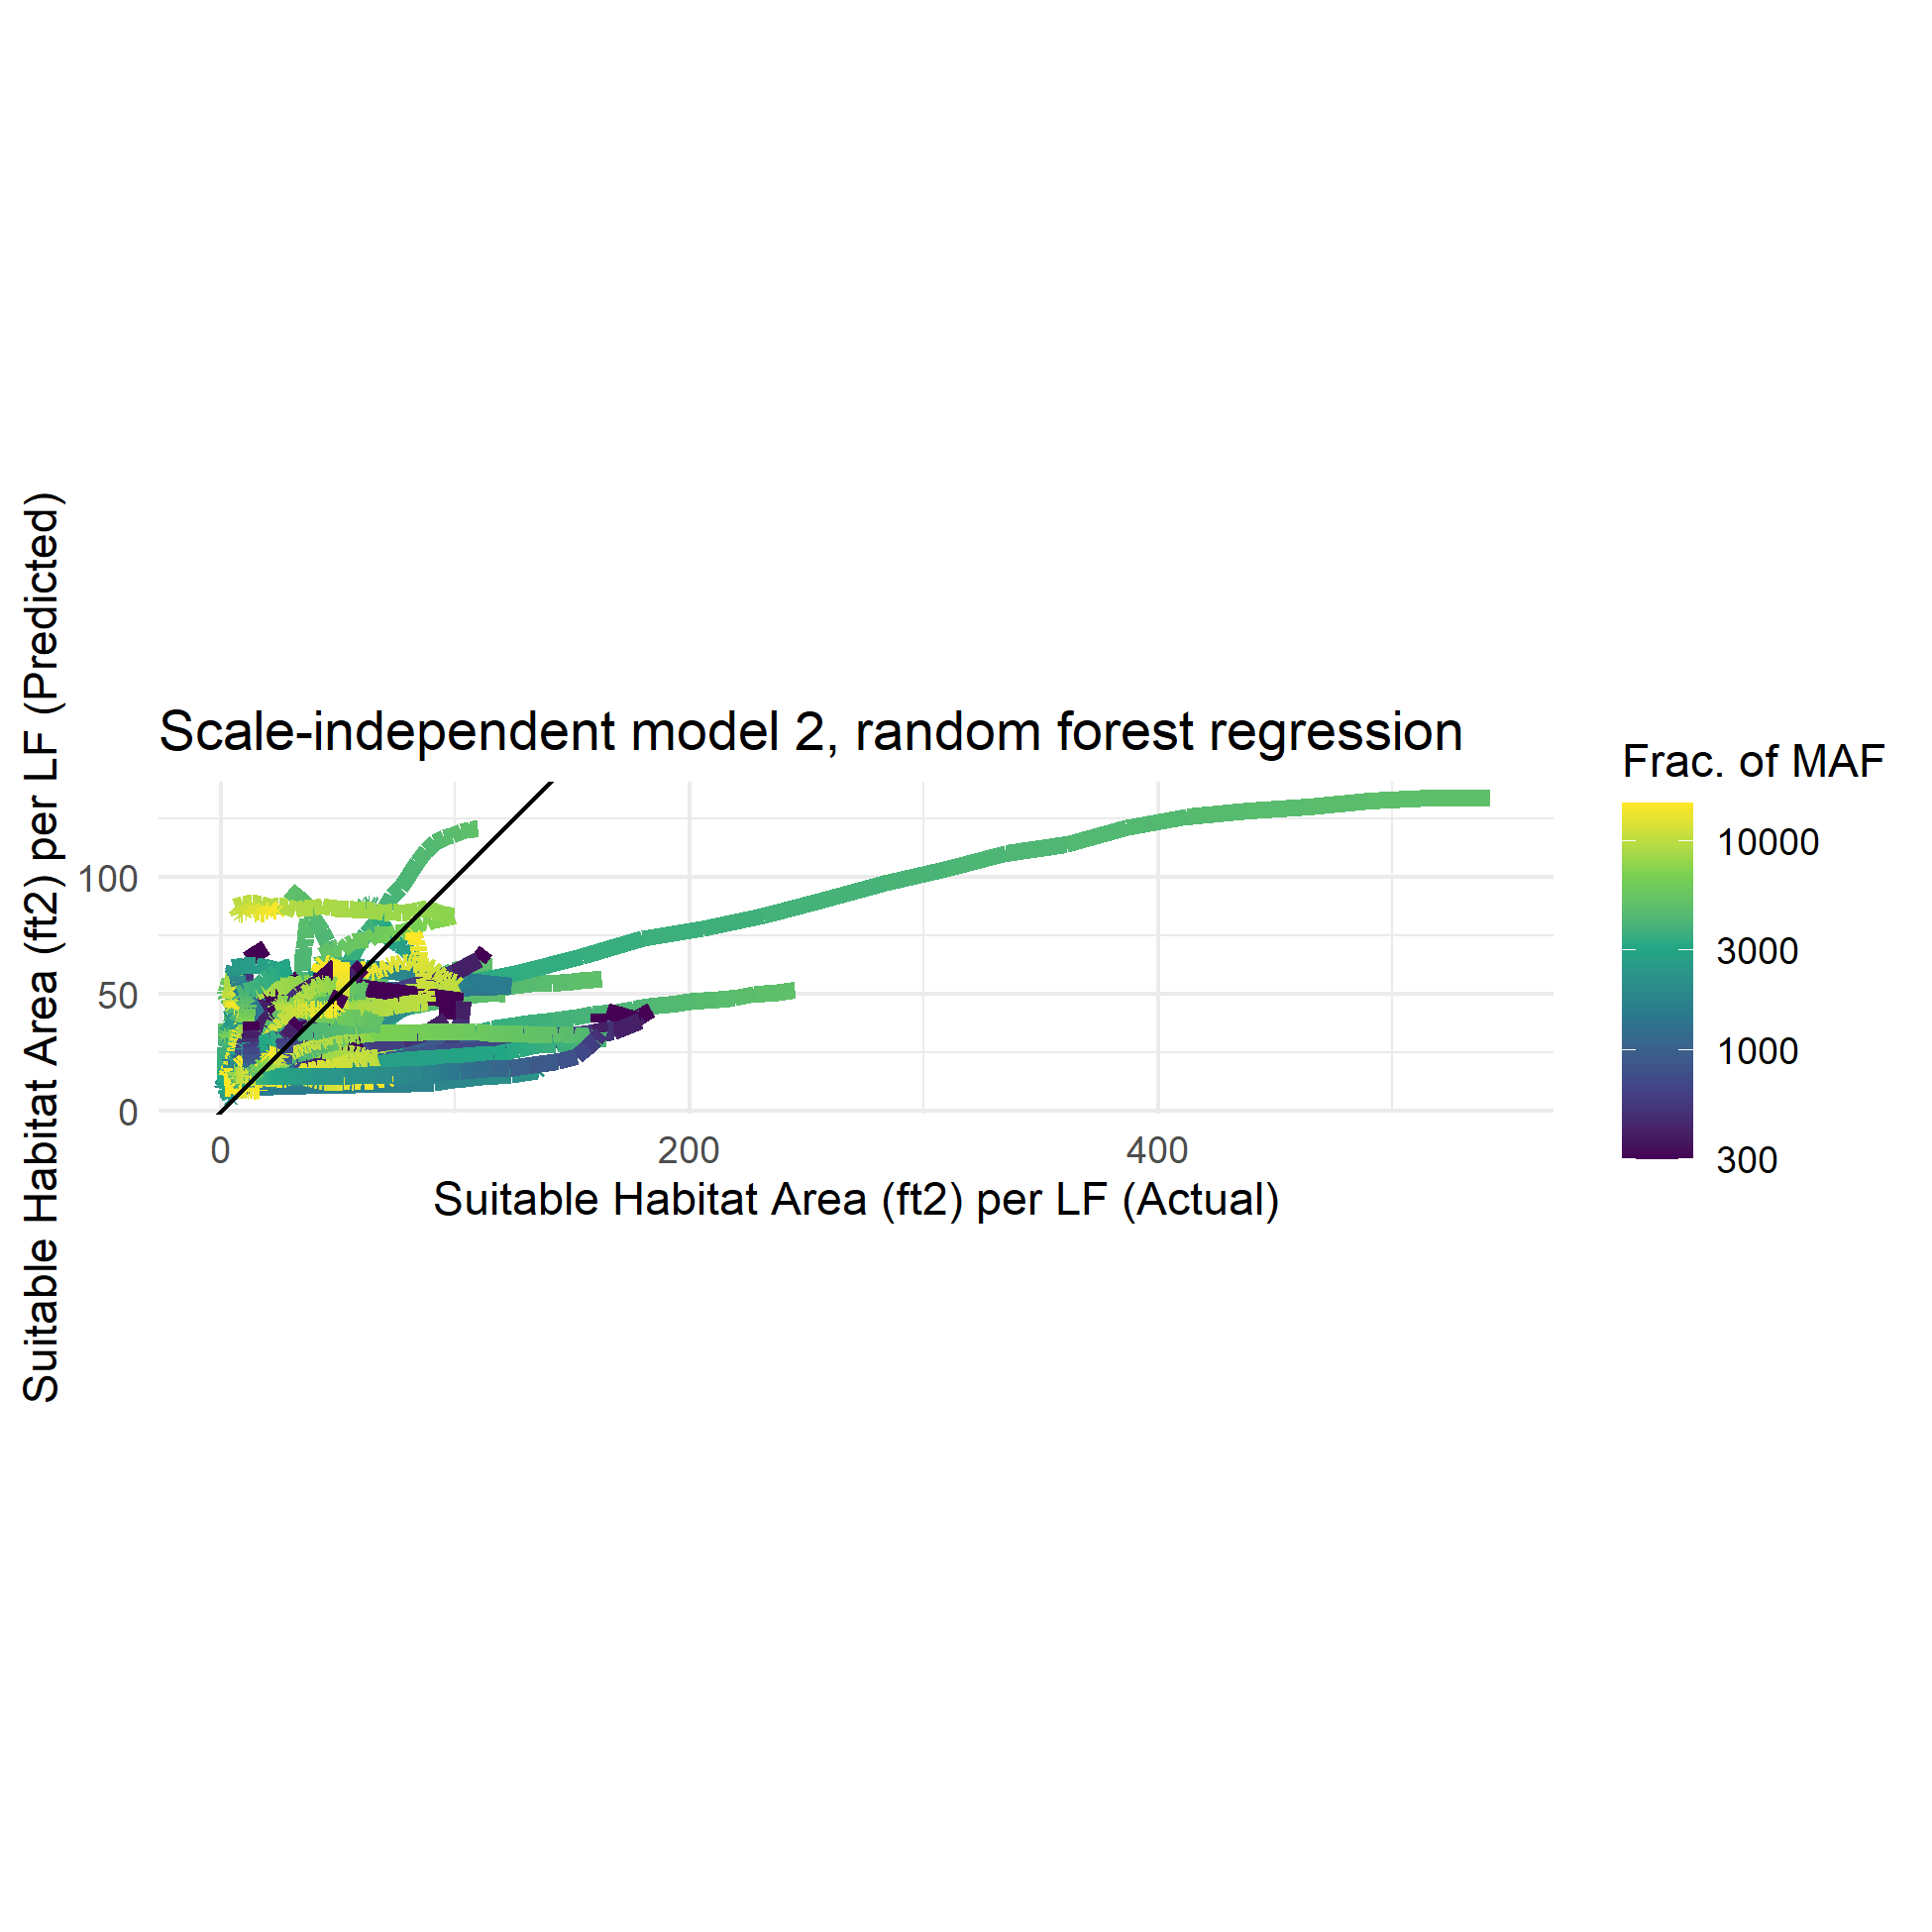 Scale-independent model 2, random forest regression
Suitable Habitat Area (ft2) per LF (Predicted)
100
50
0
0
200
400
Suitable Habitat Area (ft2) per LF (Actual)
Frac. of MAF
10000
3000
1000
300